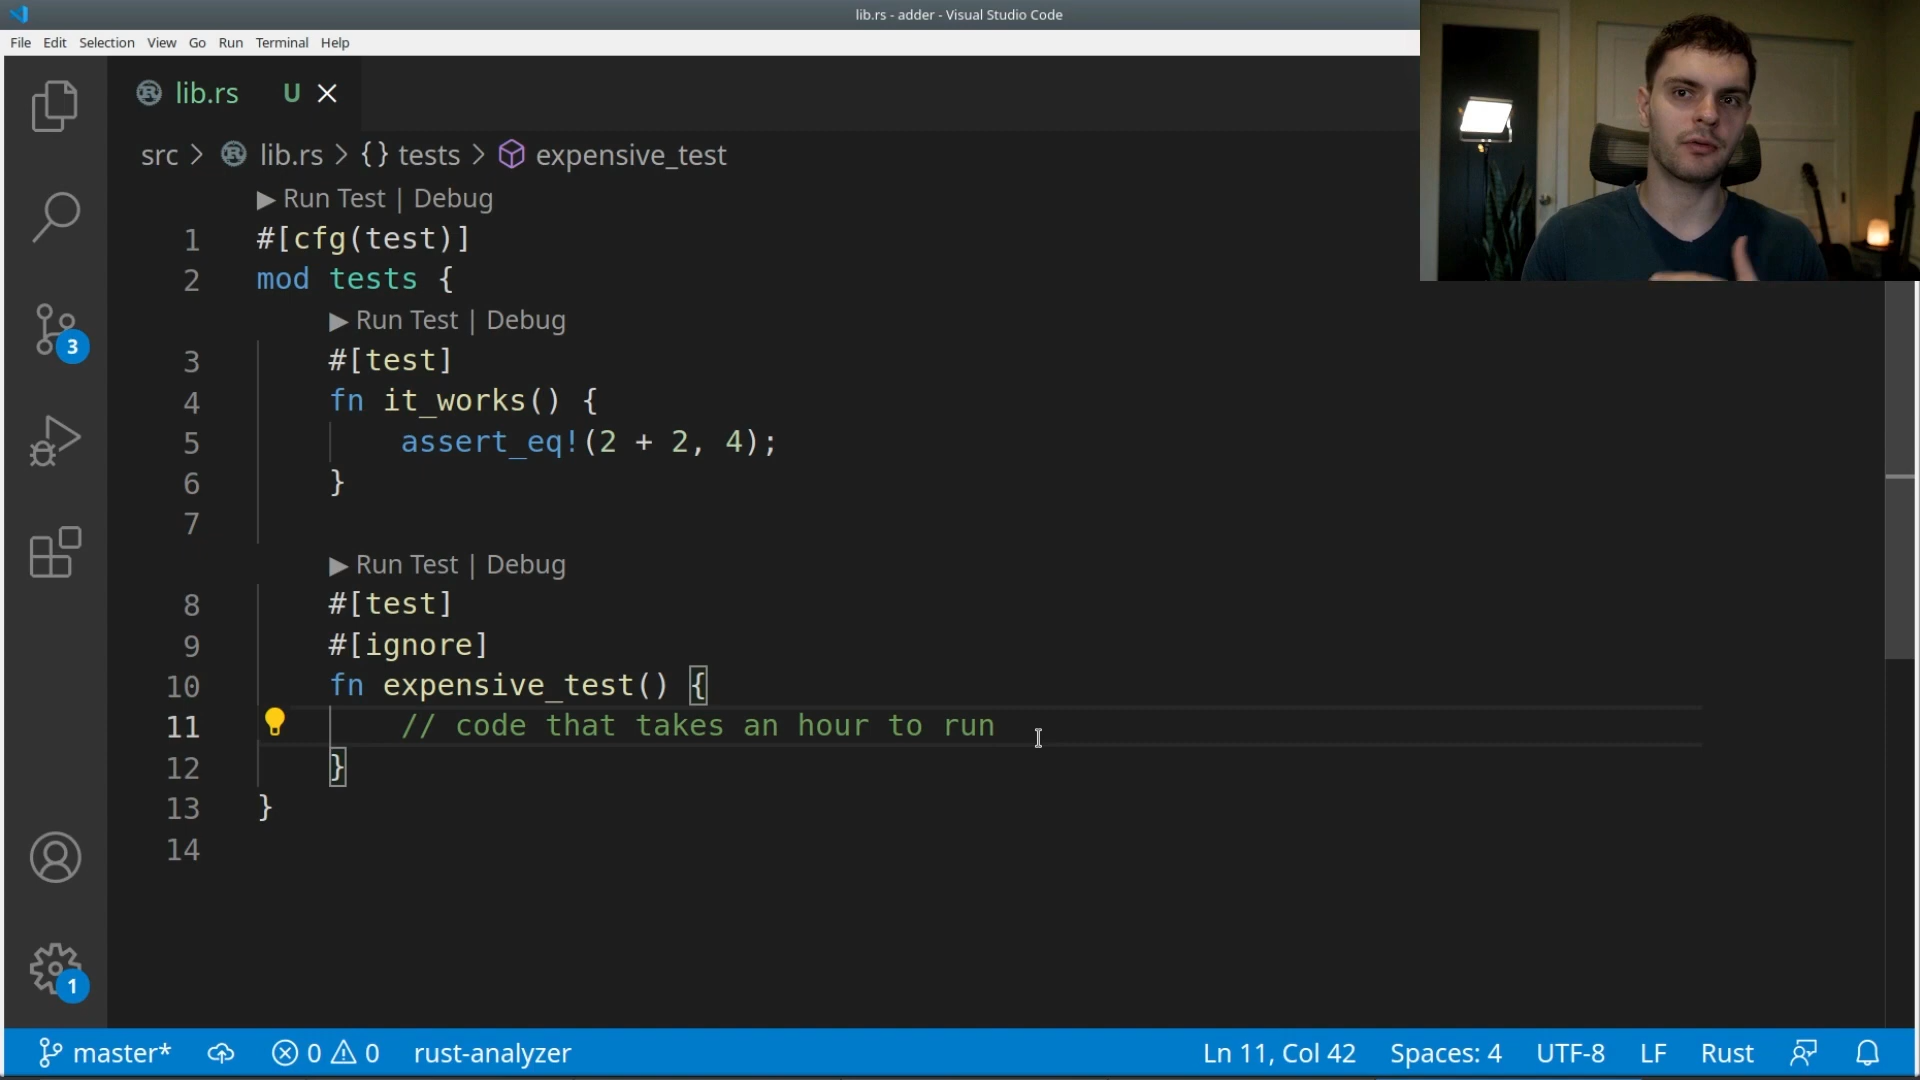 lib.rs - adder - Visual Studio Code
File Edit Selection View Go Run Terminal Help
lib.rs U
src > lib.rs > {} tests > expensive_test
▶ Run Test | Debug
1 #[cfg(test)]
2 mod tests {
▶ Run Test | Debug
3 #[test]
4 fn it_works() {
5 assert_eq!(2 + 2, 4);
6 }
7
▶ Run Test | Debug
8 #[test]
9 #[ignore]
10 fn expensive_test() {
11 // code that takes an hour to run
12 }
13 }
14
3
1
master* 0 0 rust-analyzer Ln 11, Col 42 Spaces: 4 UTF-8 LF Rust